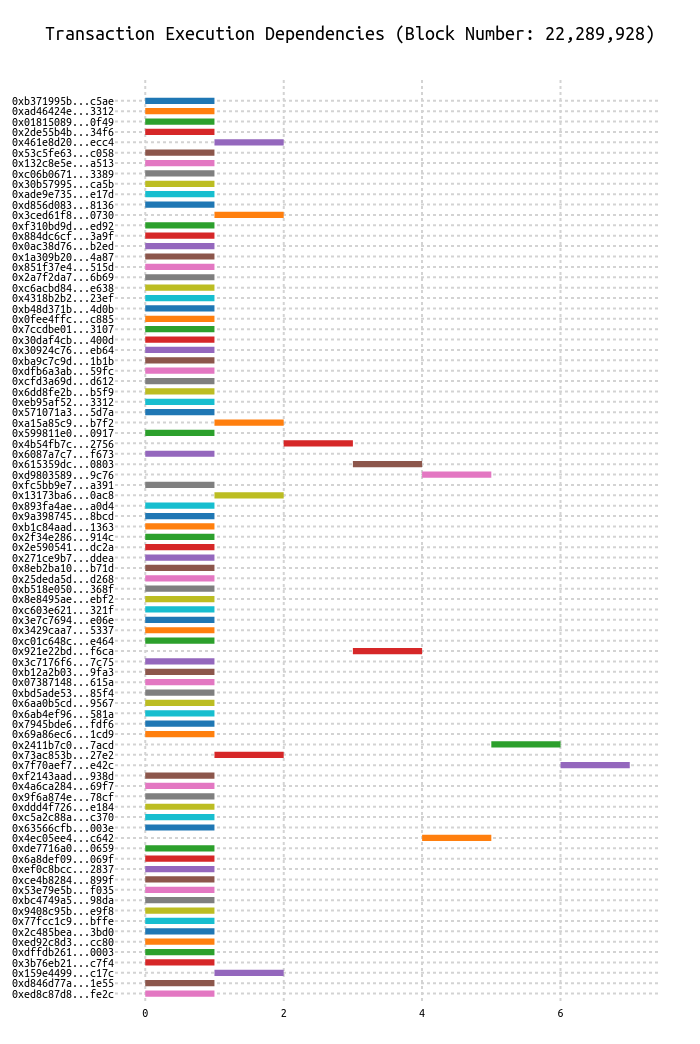 Transaction Execution Dependencies (Block Number: 22,289,928)
0xb371995b...c5ae
0xad46424e...3312
0x01815089...0f49
0x2de55b4b...34f6
0x461e8d20...ecc4
0x53c5fe63...c058
0x132c8e5e...a513
0xc06b0671...3389
0x30b57995...ca5b
0xade9e735...e17d
0xd856d083...8136
0x3ced61f8...0730
0xf310bd9d...ed92
0x884dc6cf...3a9f
0x0ac38d76...b2ed
0x1a309b20...4a87
0x851f37e4...515d
0x2a7f2da7...6b69
0xc6acbd84...e638
0x4318b2b2...23ef
0xb48d371b...4d0b
0x0fee4ffc...c885
0x7ccdbe01...3107
0x30daf4cb...400d
0x30924c76...eb64
0xba9c7c9d...1b1b
0xdfb6a3ab...59fc
0xcfd3a69d...d612
0x6dd8fe2b...b5f9
0xeb95af52...3312
0x571071a3...5d7a
0xa15a85c9...b7f2
0x599811e0...0917
0x4b54fb7c...2756
0x6087a7c7...f673
0x615359dc...0803
0xd9803589...9c76
0xfc5bb9e7...a391
0x13173ba6...0ac8
0x893fa4ae...a0d4
0x9a398745...8bcd
0xb1c84aad...1363
0x2f34e286...914c
0x2e590541...dc2a
0x271ce9b7...ddea
0x8eb2ba10...b71d
0x25deda5d...d268
0xb518e050...368f
0x8e8495ae...ebf2
0xc603e621...321f
0x3e7c7694...e06e
0x3429caa7...5337
0xc01c648c...e464
0x921e22bd...f6ca
0x3c7176f6...7c75
0xb12a2b03...9fa3
0x07387148...615a
0xbd5ade53...85f4
0x6aa0b5cd...9567
0x6ab4ef96...581a
0x7945bde6...fdf6
0x69a86ec6...1cd9
0x2411b7c0...7acd
0x73ac853b...27e2
0x7f70aef7...e42c
0xf2143aad...938d
0x4a6ca284...69f7
0x9f6a874e...78cf
0xddd4f726...e184
0xc5a2c88a...c370
0x63566cfb...003e
0x4ec05ee4...c642
0xde7716a0...0659
0x6a8def09...069f
0xef0c8bcc...2837
0xce4b8284...899f
0x53e79e5b...f035
0xbc4749a5...98da
0x9408c95b...e9f8
0x77fcc1c9...bffe
0x2c485bea...3bd0
0xed92c8d3...cc80
0xdffdb261...0003
0x3b76eb21...c7f4
0x159e4499...c17c
0xd846d77a...1e55
0xed8c87d8...fe2c
0 2 4 6